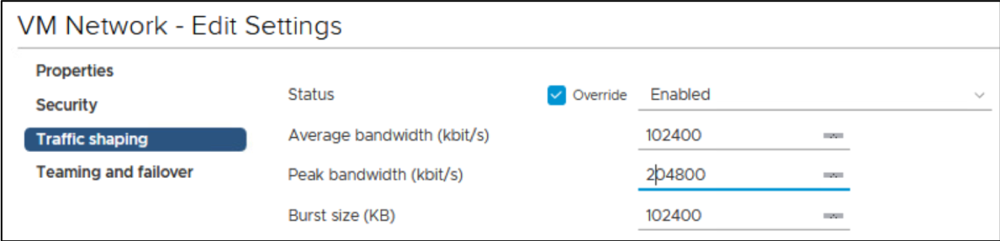 VM Network - Edit Settings
Properties
Security
Traffic shaping
Teaming and failover
Status Override Enabled
Average bandwidth (kbit/s) 102400
Peak bandwidth (kbit/s) 204800
Burst size (KB) 102400